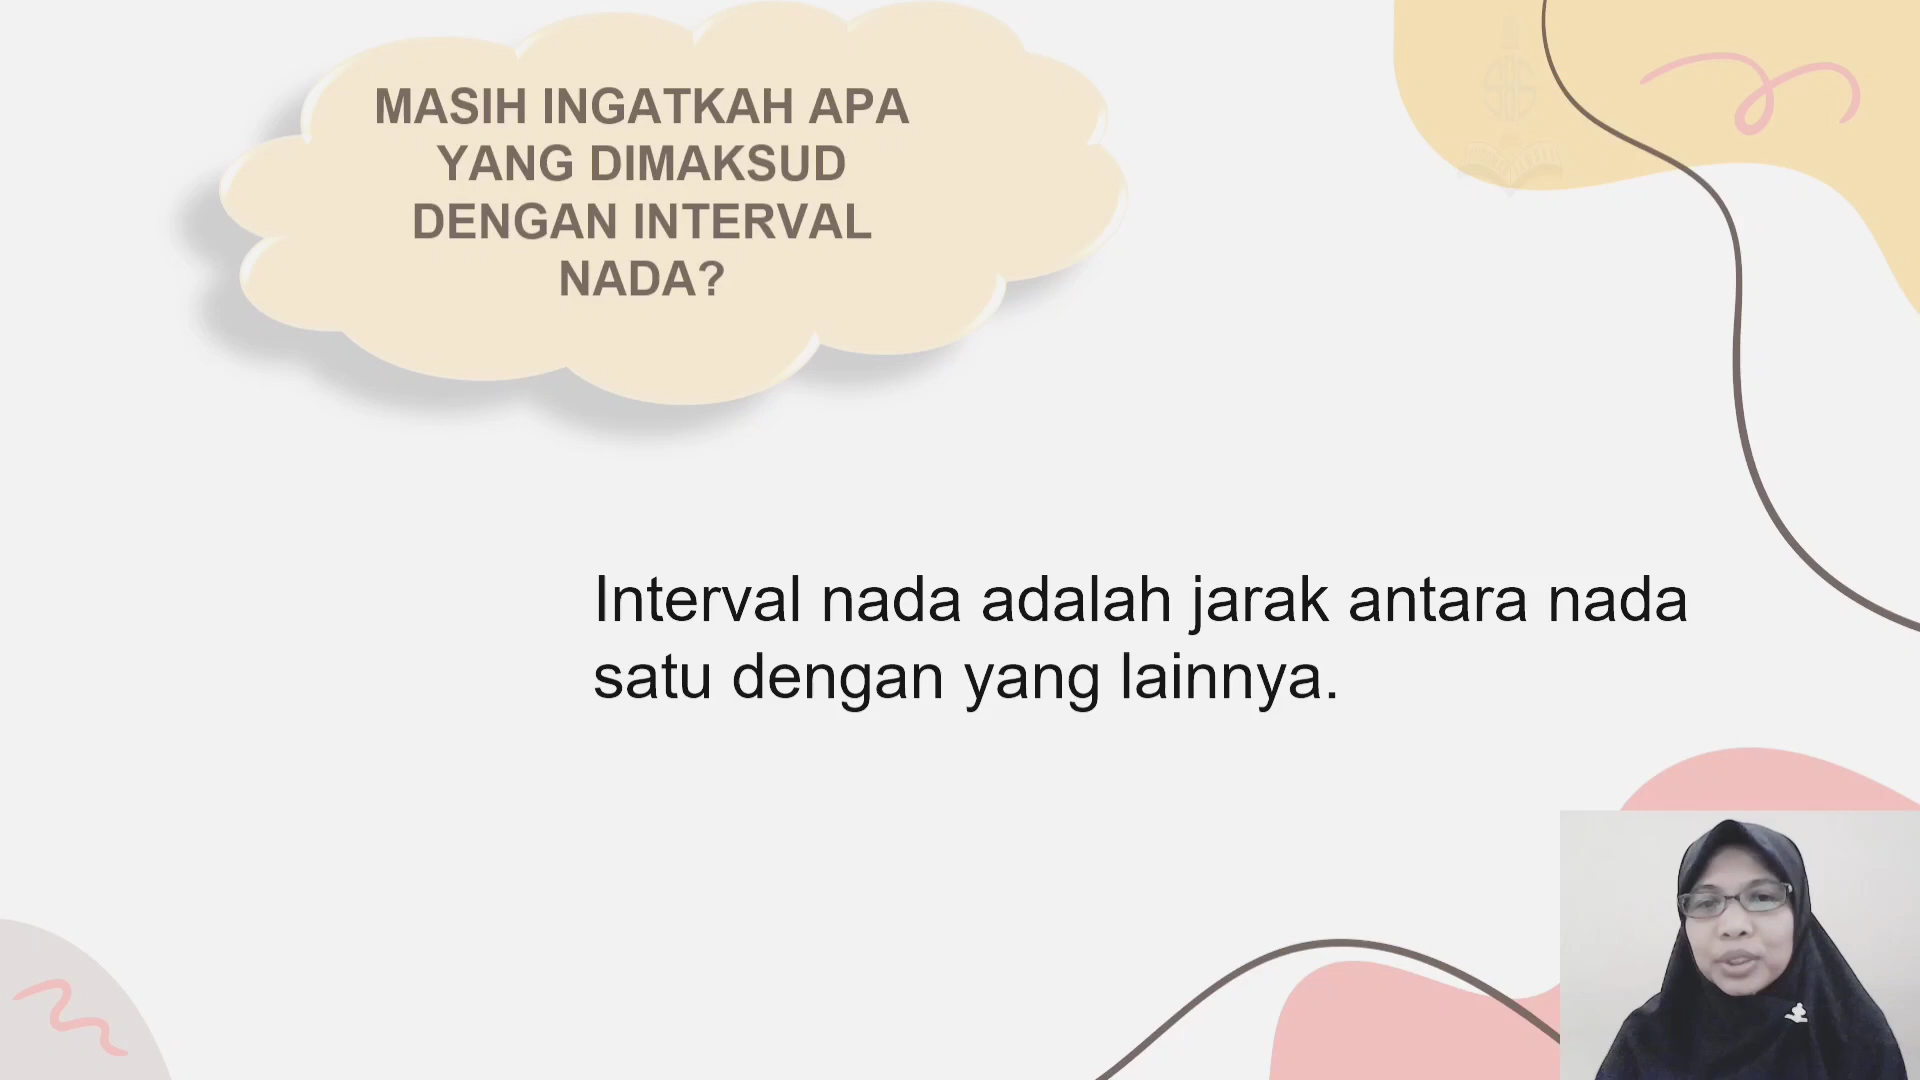 MASIH INGATKAH APA
YANG DIMAKSUD
DENGAN INTERVAL
NADA?
Interval nada adalah jarak antara nada
satu dengan yang lainnya.